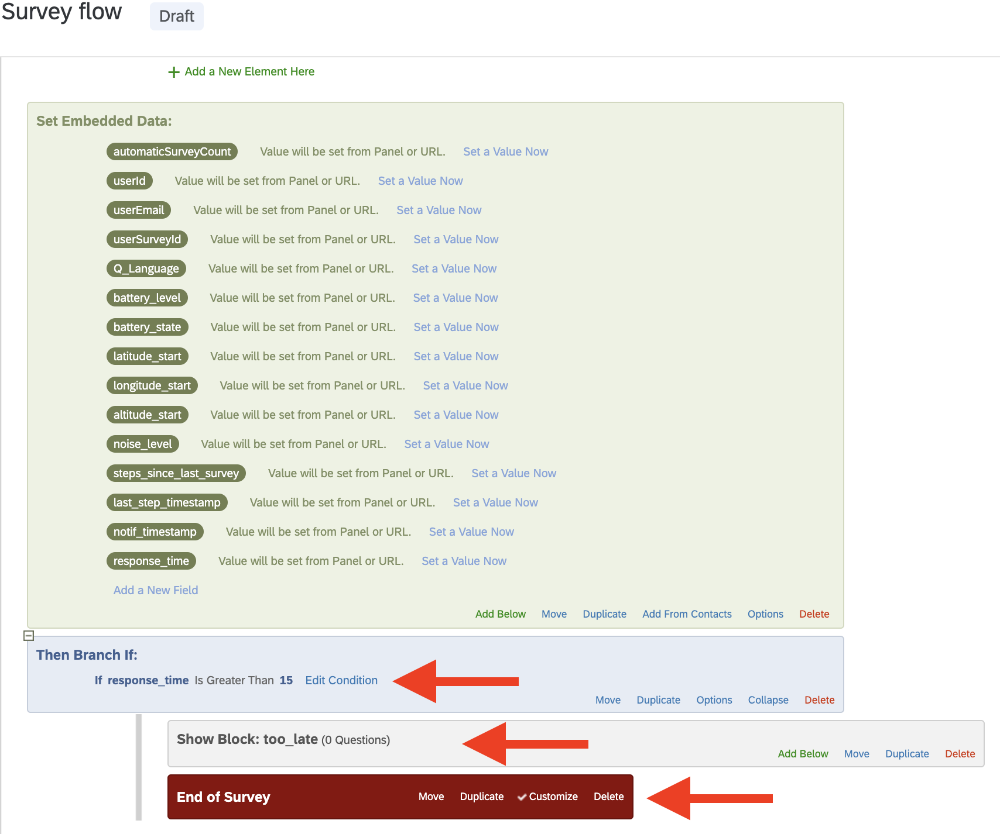 Survey flow Draft
Add a New Element Here
Set Embedded Data:
automaticSurveyCount Value will be set from Panel or URL. Set a Value Now
userId Value will be set from Panel or URL. Set a Value Now
userEmail Value will be set from Panel or URL. Set a Value Now
userSurveyId Value will be set from Panel or URL. Set a Value Now
Q_Language Value will be set from Panel or URL. Set a Value Now
battery_level Value will be set from Panel or URL. Set a Value Now
battery_state Value will be set from Panel or URL. Set a Value Now
latitude_start Value will be set from Panel or URL. Set a Value Now
longitude_start Value will be set from Panel or URL. Set a Value Now
altitude_start Value will be set from Panel or URL. Set a Value Now
noise_level Value will be set from Panel or URL. Set a Value Now
steps_since_last_survey Value will be set from Panel or URL. Set a Value Now
last_step_timestamp Value will be set from Panel or URL. Set a Value Now
notif_timestamp Value will be set from Panel or URL. Set a Value Now
response_time Value will be set from Panel or URL. Set a Value Now
Add a New Field
Add Below Move Duplicate Add From Contacts Options Delete
Then Branch If:
If response_time Is Greater Than 15 Edit Condition
Move Duplicate Options Collapse Delete
Show Block: too_late (0 Questions)
Add Below Move Duplicate Delete
End of Survey Move Duplicate Customize Delete